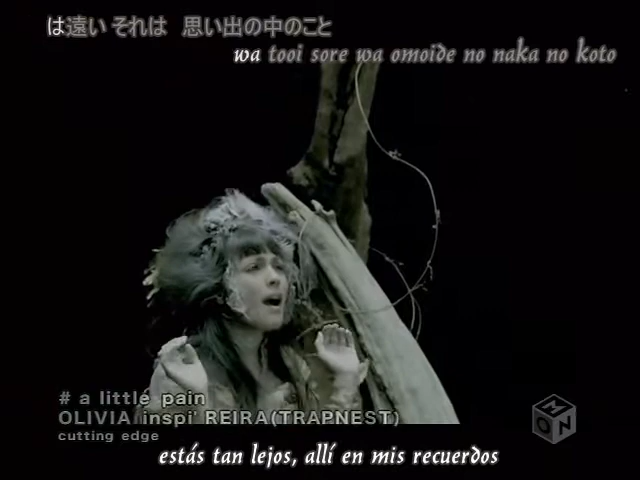 は遠い それは 思い出の中のこと
wa tooi sore wa omoide no naka no koto
# a little pain
OLIVIA inspi' REIRA(TRAPNEST)
cutting edge
M ON
estás tan lejos, allí en mis recuerdos